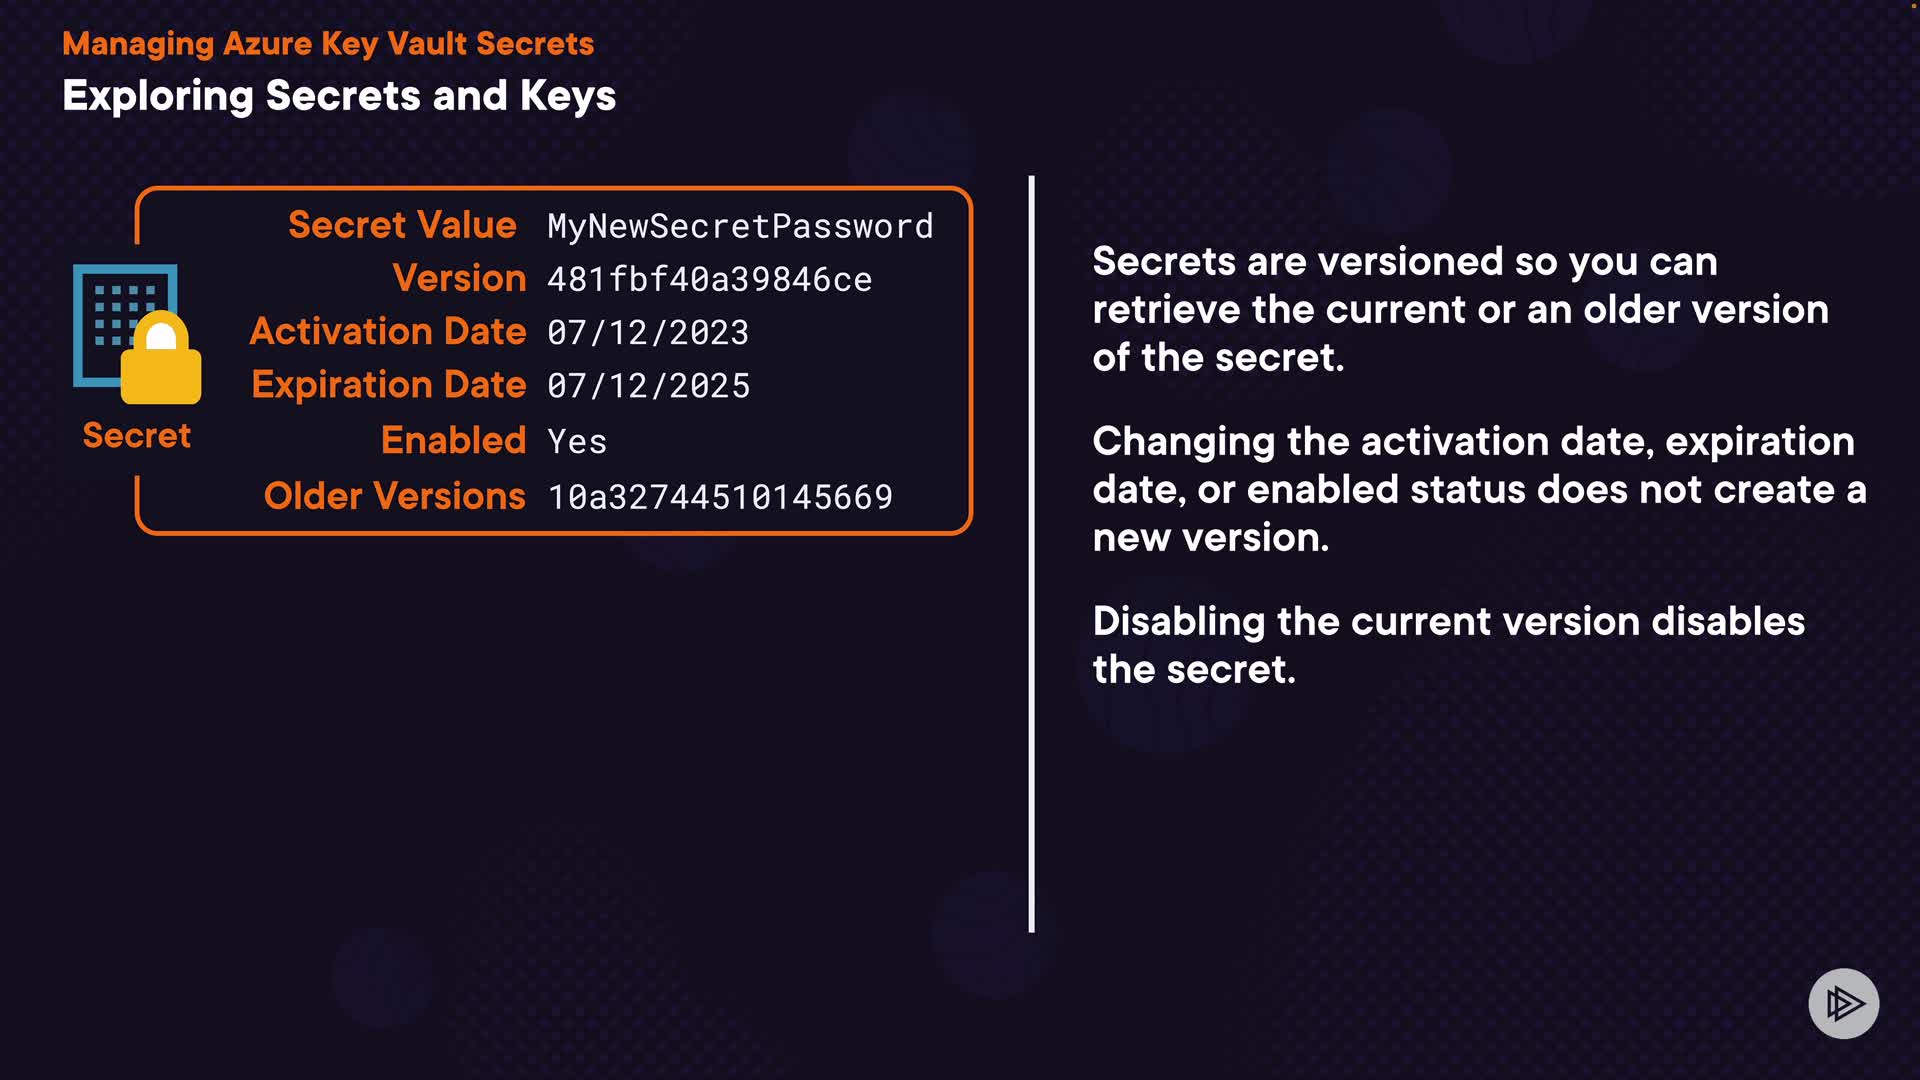 Managing Azure Key Vault Secrets
Exploring Secrets and Keys
Secret
Secret Value MyNewSecretPassword
Version 481fbf40a39846ce
Activation Date 07/12/2023
Expiration Date 07/12/2025
Enabled Yes
Older Versions 10a32744510145669
Secrets are versioned so you can
retrieve the current or an older version
of the secret.
Changing the activation date, expiration
date, or enabled status does not create a
new version.
Disabling the current version disables
the secret.